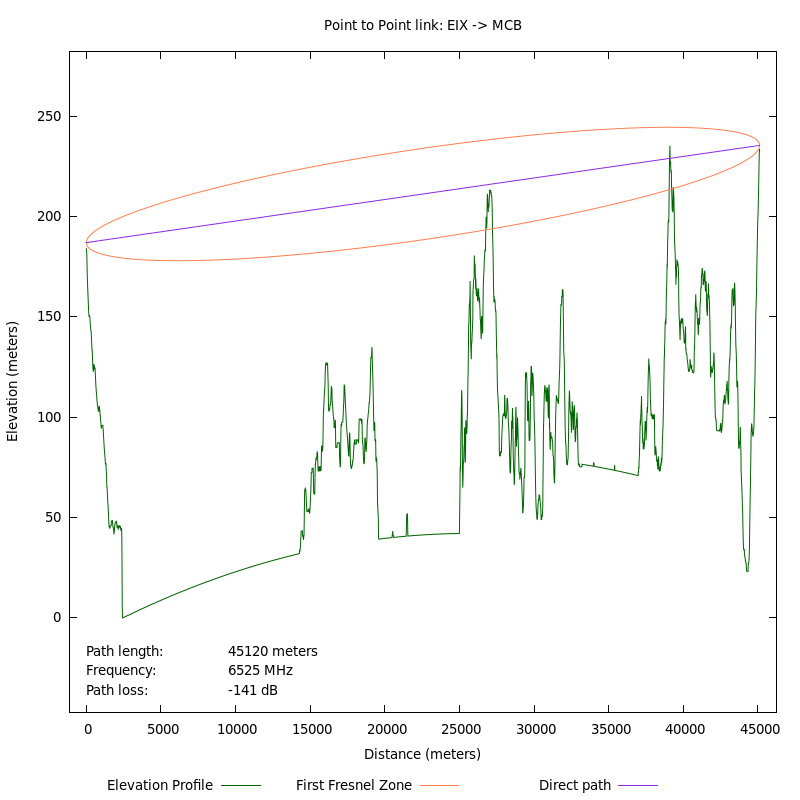 Point to Point link: EIX -> MCB
250
200
150
100
50
0
Elevation (meters)
Path length: 45120 meters
Frequency: 6525 MHz
Path loss: -141 dB
0 5000 10000 15000 20000 25000 30000 35000 40000 45000
Distance (meters)
Elevation Profile First Fresnel Zone Direct path